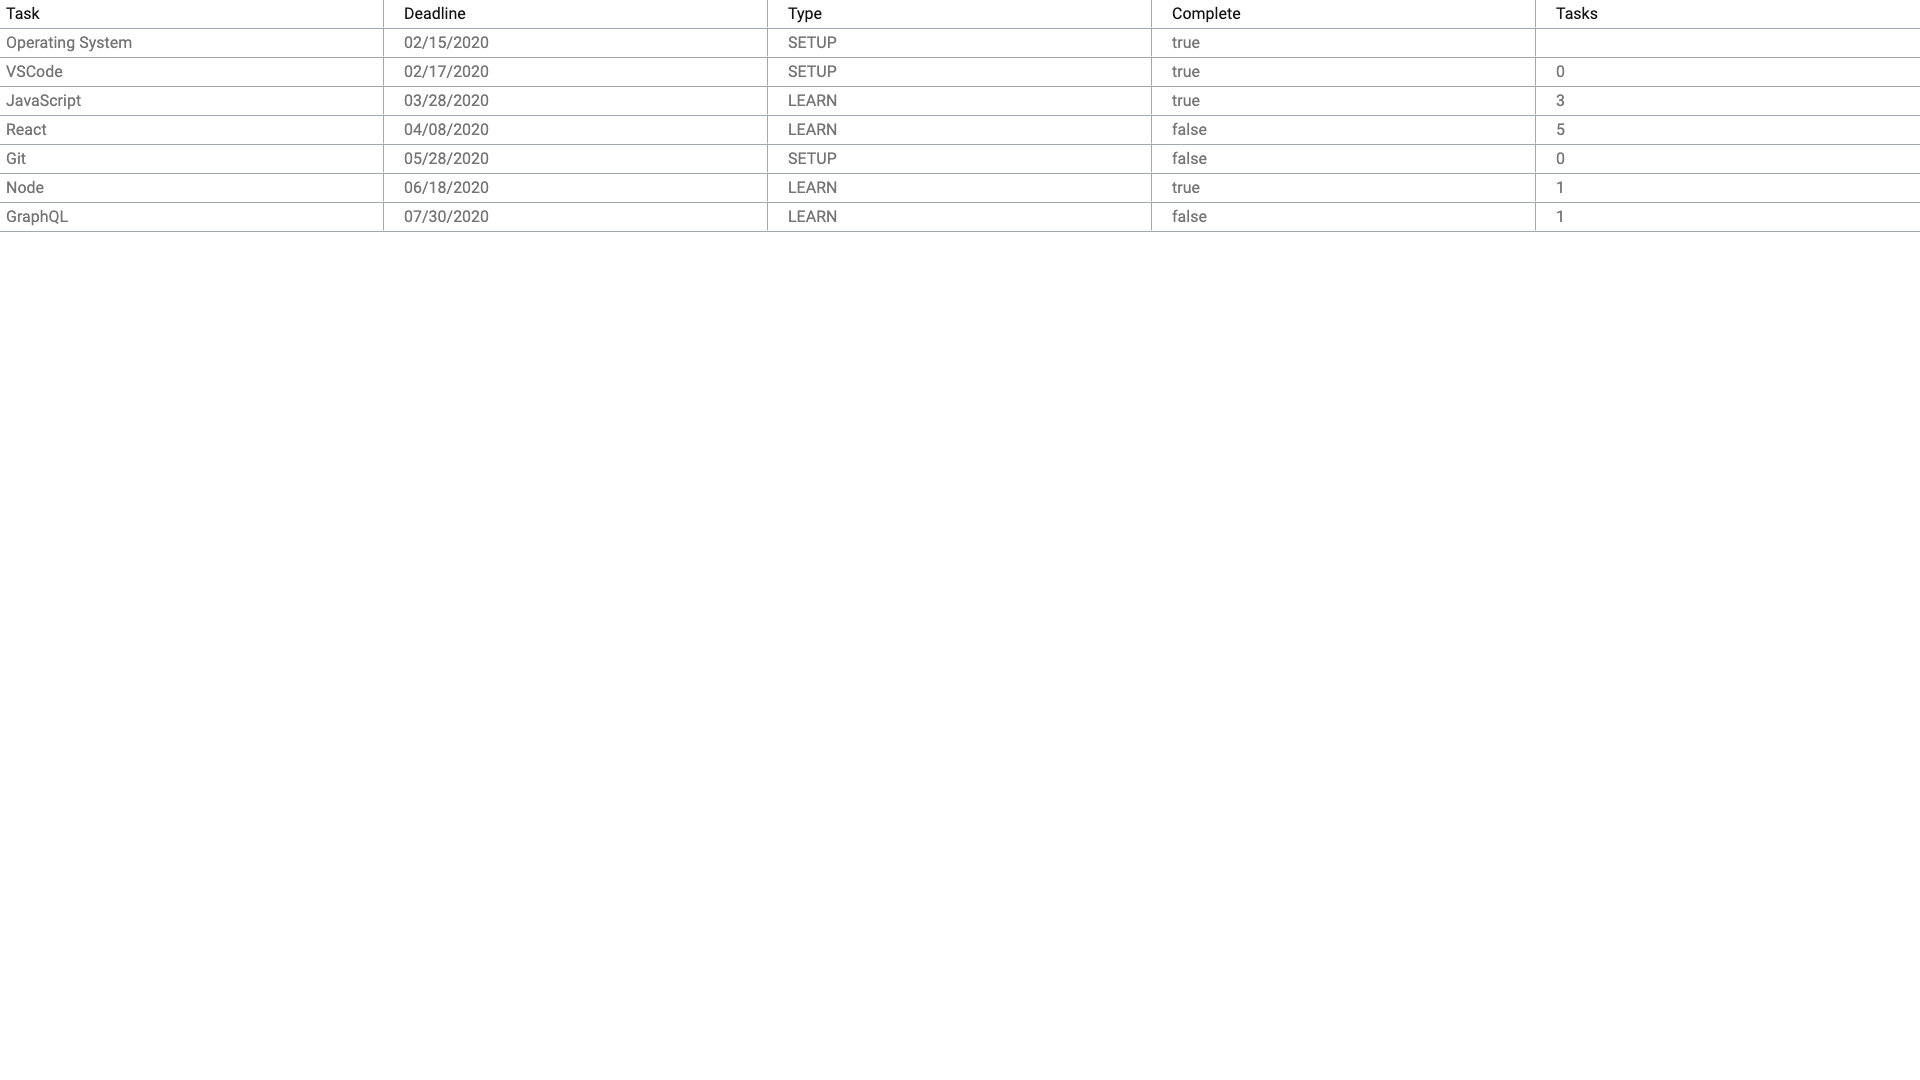 Task Deadline Type Complete Tasks
Operating System 02/15/2020 SETUP true
VSCode 02/17/2020 SETUP true 0
JavaScript 03/28/2020 LEARN true 3
React 04/08/2020 LEARN false 5
Git 05/28/2020 SETUP false 0
Node 06/18/2020 LEARN true 1
GraphQL 07/30/2020 LEARN false 1